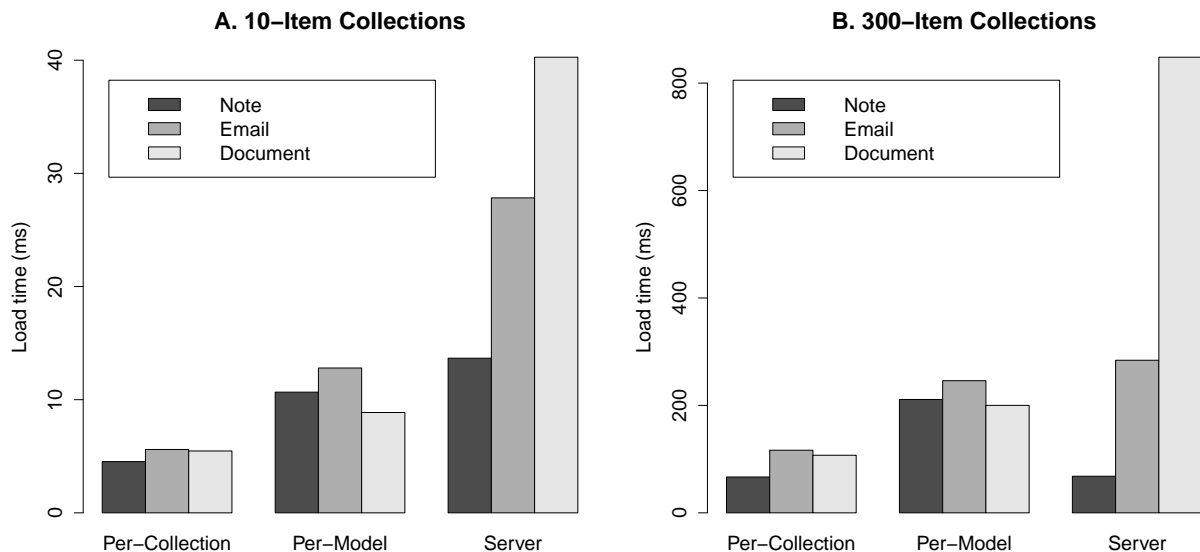 A. 10−Item Collections
Load time (ms)
0
10
20
30
40
Note
Email
Document
Per−Collection
Per−Model
Server
B. 300−Item Collections
Load time (ms)
0
200
400
600
800
Note
Email
Document
Per−Collection
Per−Model
Server